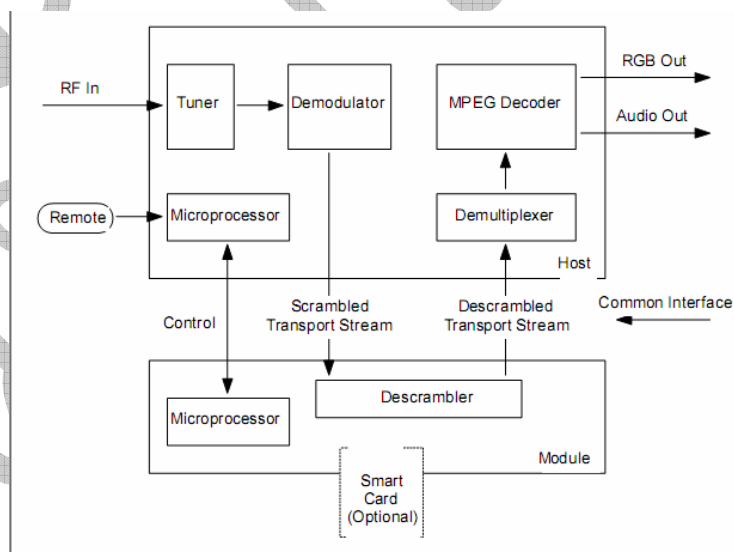 RF In
Tuner
Demodulator
MPEG Decoder
RGB Out
Audio Out
Remote
Microprocessor
Demultiplexer
Host
Control
Scrambled
Transport Stream
Descrambled
Transport Stream
Common Interface
Microprocessor
Descrambler
Module
Smart
Card
(Optional)